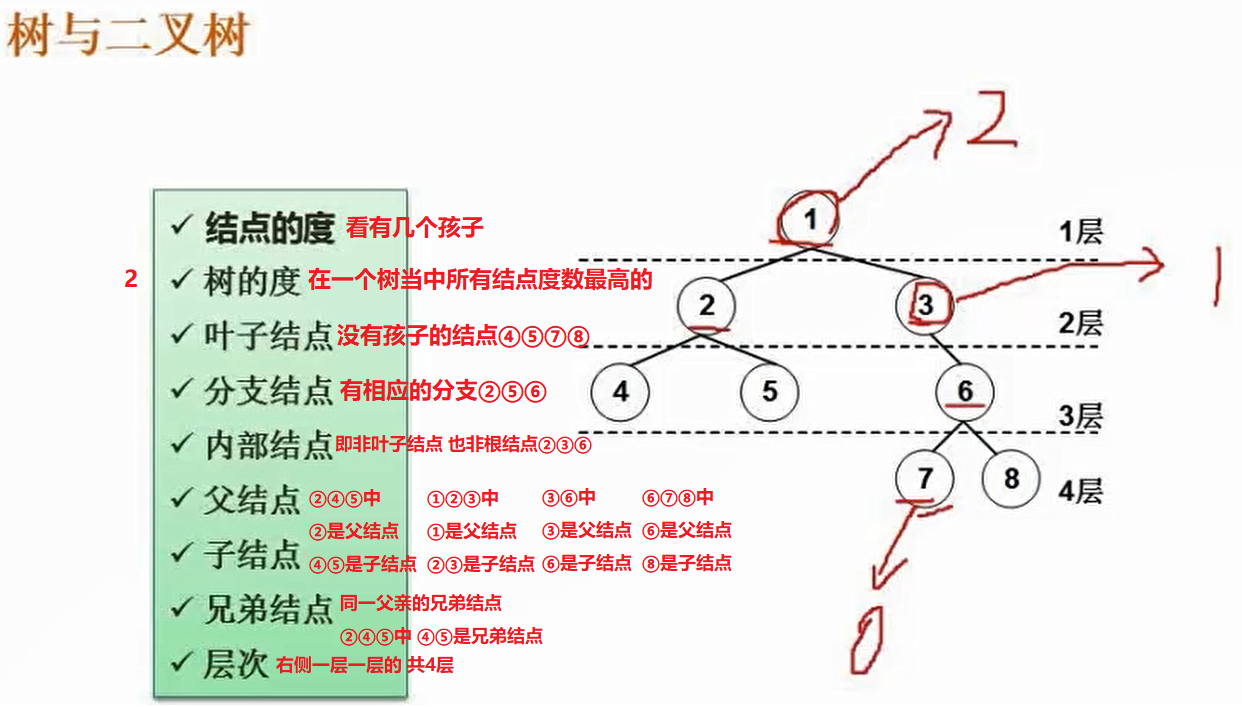 树与二叉树
2
1
1层
✓ 结点的度 看有几个孩子
2 ✓ 树的度 在一个树当中所有结点度数最高的
1
2
3
2层
✓ 叶子结点 没有孩子的结点④⑤⑦⑧
✓ 分支结点 有相应的分支②⑤⑥
4
5
6
3层
✓ 内部结点 即非叶子结点 也非根结点②③⑥
7
8
4层
✓ 父结点 ②④⑤中 ①②③中 ③⑥中 ⑥⑦⑧中
②是父结点 ①是父结点 ③是父结点 ⑥是父结点
✓ 子结点 ④⑤是子结点 ②③是子结点 ⑥是子结点 ⑧是子结点
✓ 兄弟结点 同一父亲的兄弟结点
②④⑤中 ④⑤是兄弟结点
0
✓ 层次 右侧一层一层的 共4层